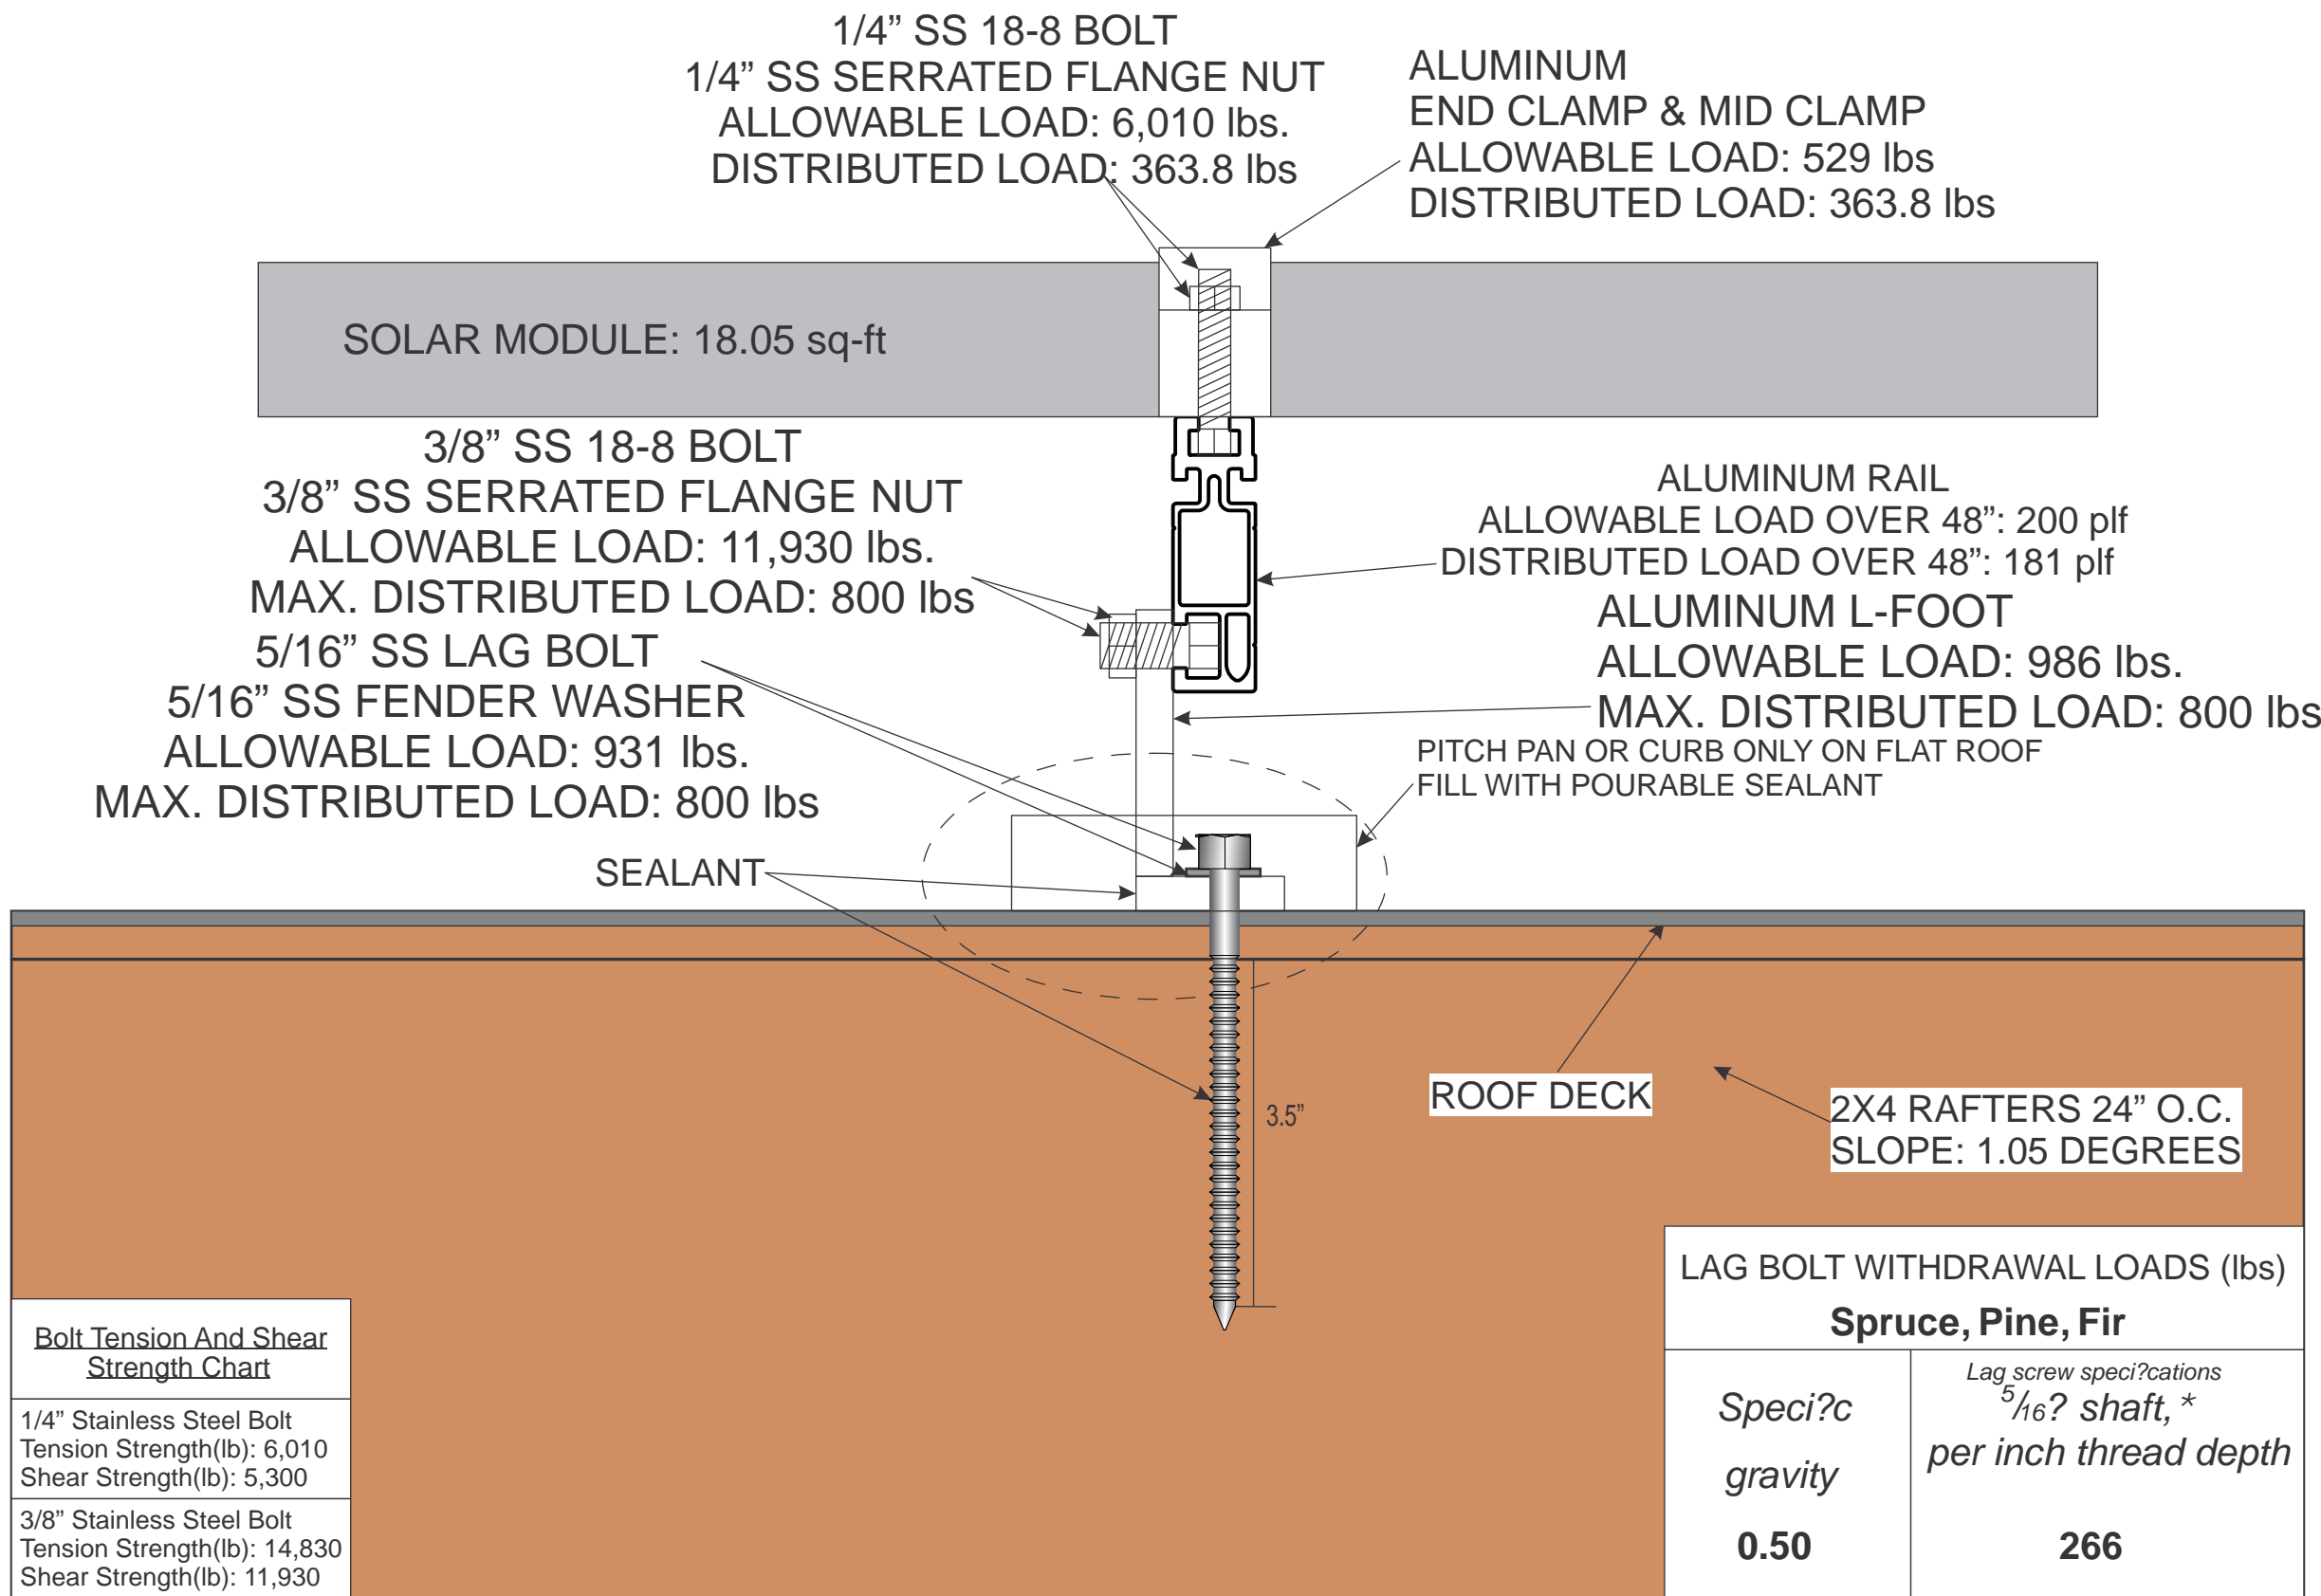 1/4” SS 18-8 BOLT
1/4” SS SERRATED FLANGE NUT
ALLOWABLE LOAD: 6,010 lbs.
DISTRIBUTED LOAD: 363.8 lbs
ALUMINUM
END CLAMP & MID CLAMP
ALLOWABLE LOAD: 529 lbs
DISTRIBUTED LOAD: 363.8 lbs
SOLAR MODULE: 18.05 sq-ft
3/8” SS 18-8 BOLT
3/8” SS SERRATED FLANGE NUT
ALLOWABLE LOAD: 11,930 lbs.
MAX. DISTRIBUTED LOAD: 800 lbs
ALUMINUM RAIL
ALLOWABLE LOAD OVER 48”: 200 plf
DISTRIBUTED LOAD OVER 48”: 181 plf
5/16” SS LAG BOLT
5/16” SS FENDER WASHER
ALLOWABLE LOAD: 931 lbs.
MAX. DISTRIBUTED LOAD: 800 lbs
ALUMINUM L-FOOT
ALLOWABLE LOAD: 986 lbs.
MAX. DISTRIBUTED LOAD: 800 lbs
PITCH PAN OR CURB ONLY ON FLAT ROOF
FILL WITH POURABLE SEALANT
SEALANT
3.5”
ROOF DECK
2X4 RAFTERS 24” O.C.
SLOPE: 1.05 DEGREES
Bolt Tension And Shear
Strength Chart
1/4” Stainless Steel Bolt
Tension Strength(lb): 6,010
Shear Strength(lb): 5,300
3/8” Stainless Steel Bolt
Tension Strength(lb): 14,830
Shear Strength(lb): 11,930
LAG BOLT WITHDRAWAL LOADS (lbs)
Spruce, Pine, Fir
Speci?c
gravity
0.50
Lag screw speci?cations
5/16? shaft, *
per inch thread depth
266